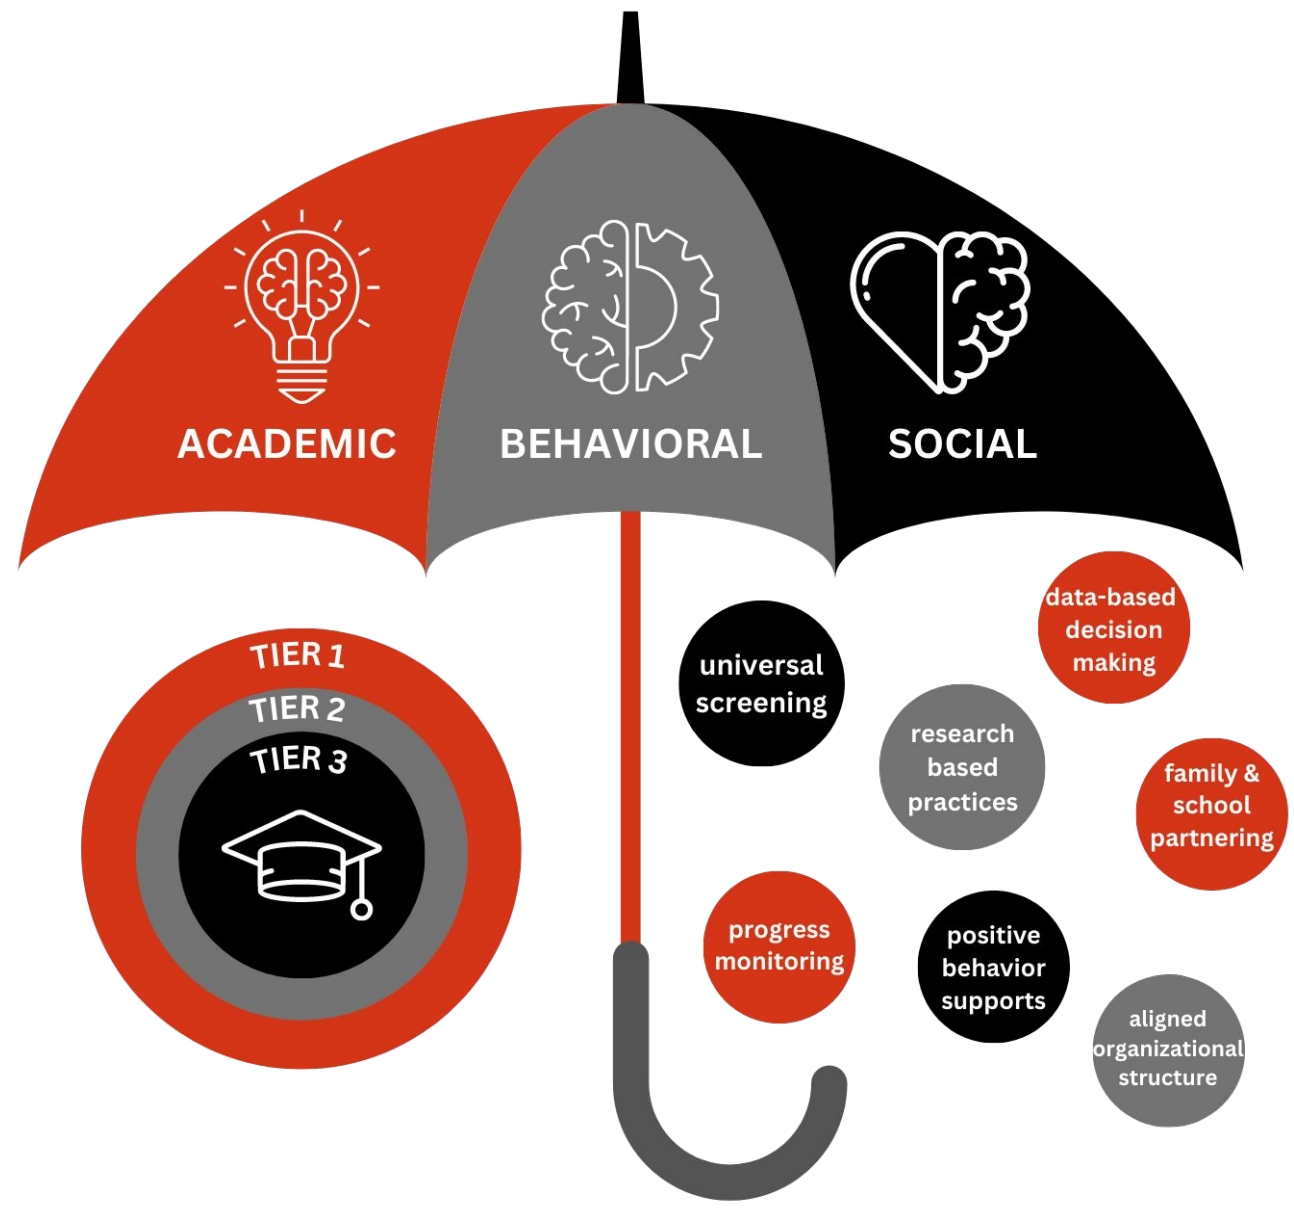 ACADEMIC
BEHAVIORAL
SOCIAL
TIER 1
TIER 2
TIER 3
universal
screening
data-based
decision
making
research
based
practices
family &
school
partnering
progress
monitoring
positive
behavior
supports
aligned
organizational
structure